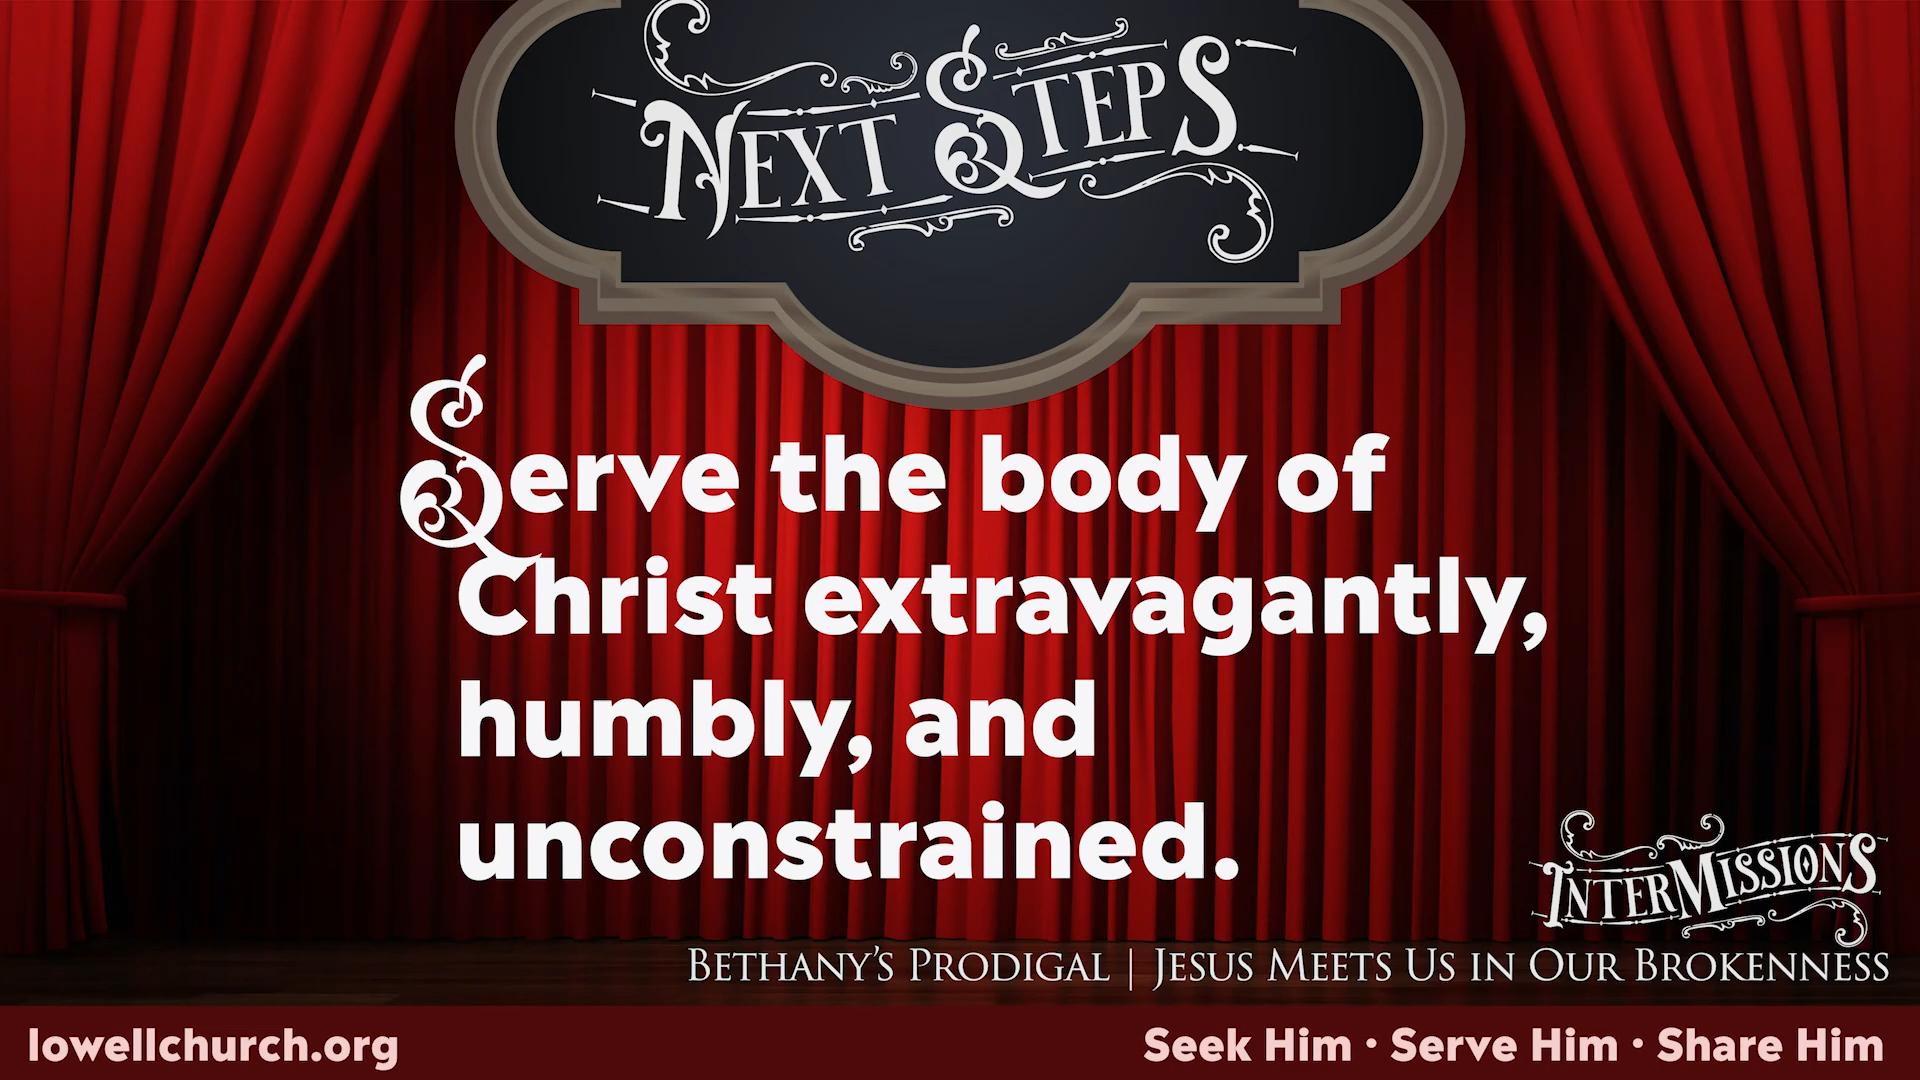 Next Steps
Serve the body of
Christ extravagantly,
humbly, and
unconstrained.
InterMissions
Bethany's Prodigal | Jesus Meets Us in Our Brokenness
lowellchurch.org
Seek Him • Serve Him • Share Him